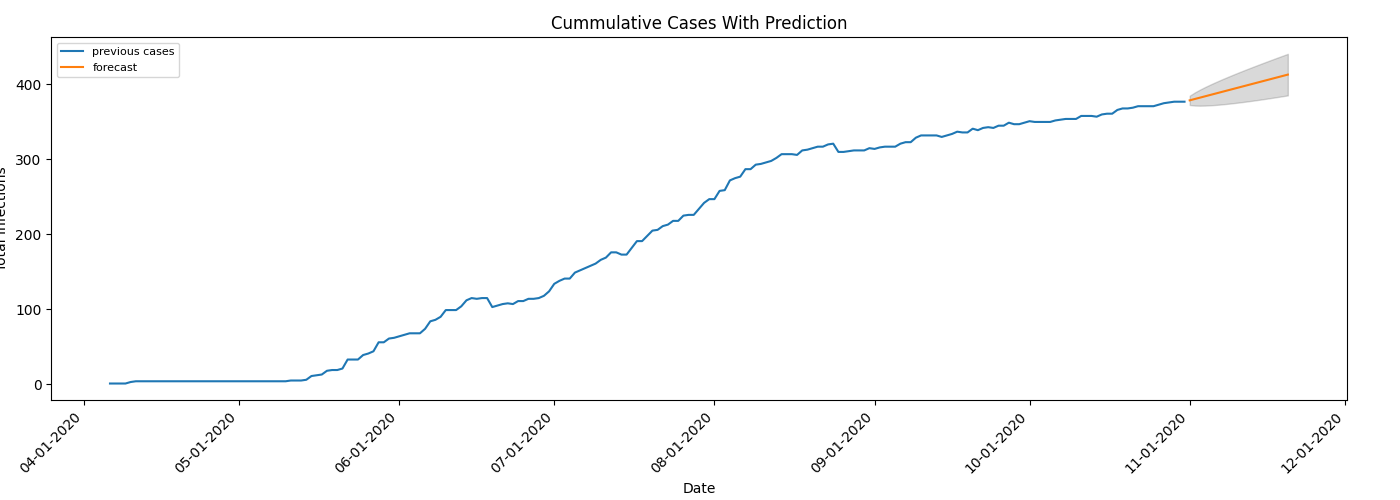 Cummulative Cases With Prediction
previous cases
forecast
400
300
200
100
0
Total Infections
04-01-2020
05-01-2020
06-01-2020
07-01-2020
08-01-2020
09-01-2020
10-01-2020
11-01-2020
12-01-2020
Date